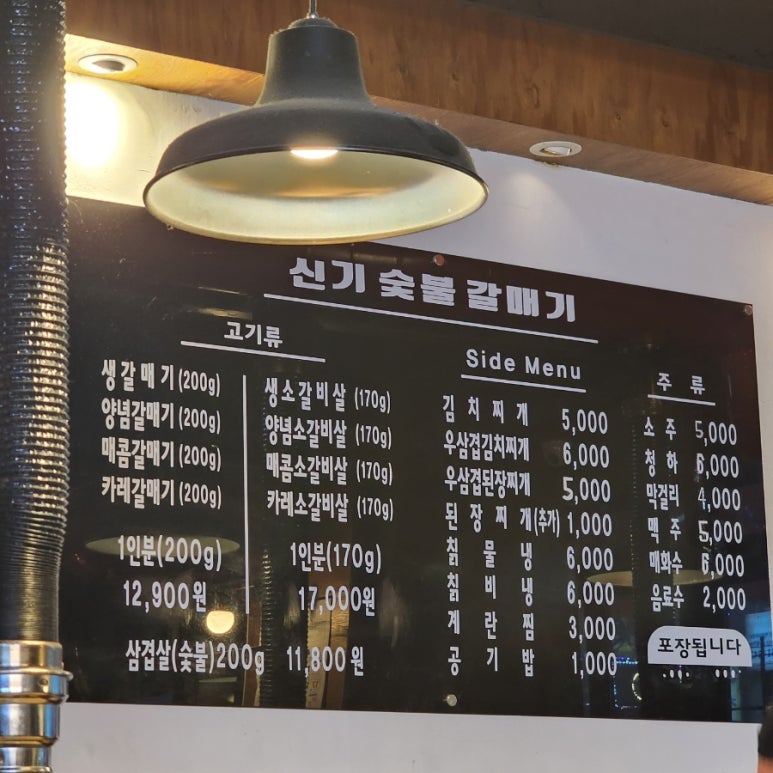 신기 숯불갈매기
고기류
생갈매기(200g)
양념갈매기(200g)
매콤갈매기(200g)
카레갈매기(200g)
1인분(200g)
12,900원
생소갈비살 (170g)
양념소갈비살 (170g)
매콤소갈비살 (170g)
카레소갈비살 (170g)
1인분(170g)
17,000원
삼겹살(숯불)200g 11,800원
Side Menu
김치찌개 5,000
우삼겹김치찌개 6,000
우삼겹된장찌개 5,000
된장찌개(추가) 1,000
칡물냉 6,000
칡비냉 6,000
계란찜 3,000
공기밥 1,000
주류
소주 5,000
청하 6,000
막걸리 4,000
맥주 5,000
매화수 6,000
음료수 2,000
포장됩니다